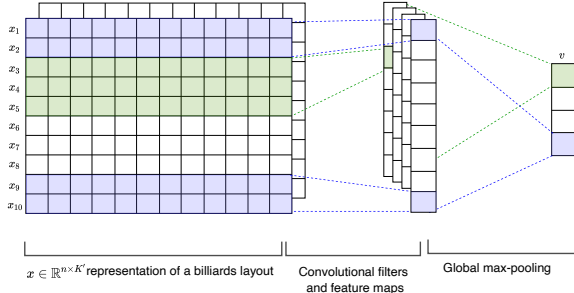 x₁
x₂
x₃
x₄
x₅
x₆
x₇
x₈
x₉
x₁₀
v
x ∈ ℝⁿˣᴷ′ representation of a billiards layout
Convolutional filters
and feature maps
Global max-pooling